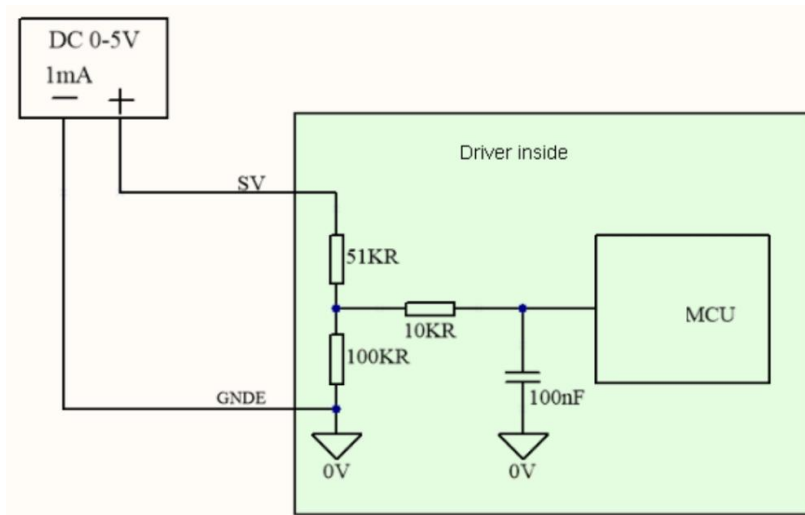 DC 0-5V
1mA
− +
Driver inside
SV
51KR
10KR
MCU
100KR
100nF
GNDE
0V
0V